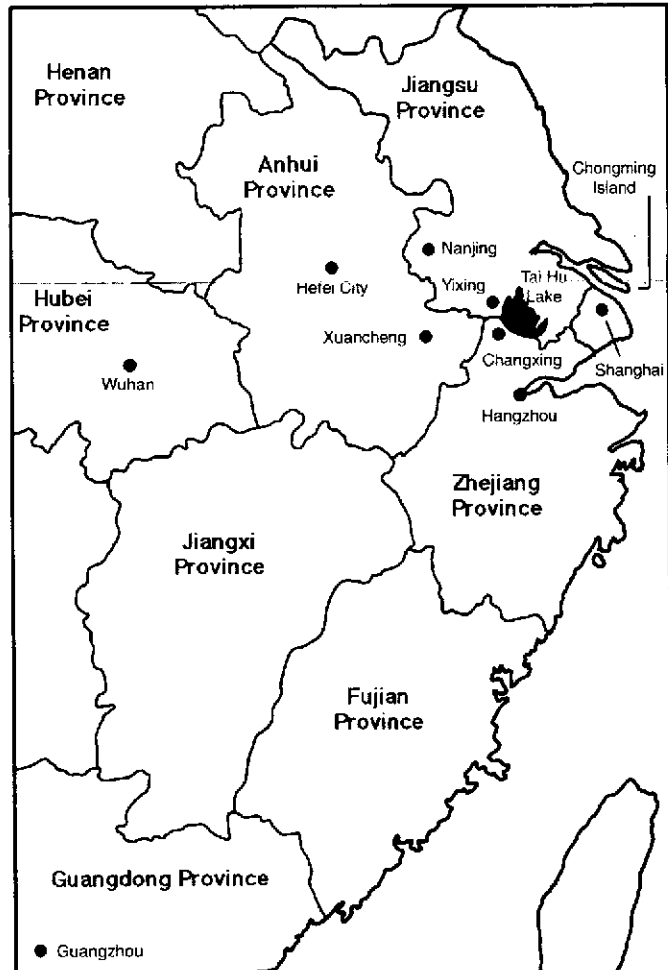 Henan
Province
Jiangsu
Province
Anhui
Province
Chongming
Island
Nanjing
Hefei City
Yixing
Tai Hu
Lake
Hubei
Province
Xuancheng
Changxing
Shanghai
Wuhan
Hangzhou
Zhejiang
Province
Jiangxi
Province
Fujian
Province
Guangdong Province
Guangzhou